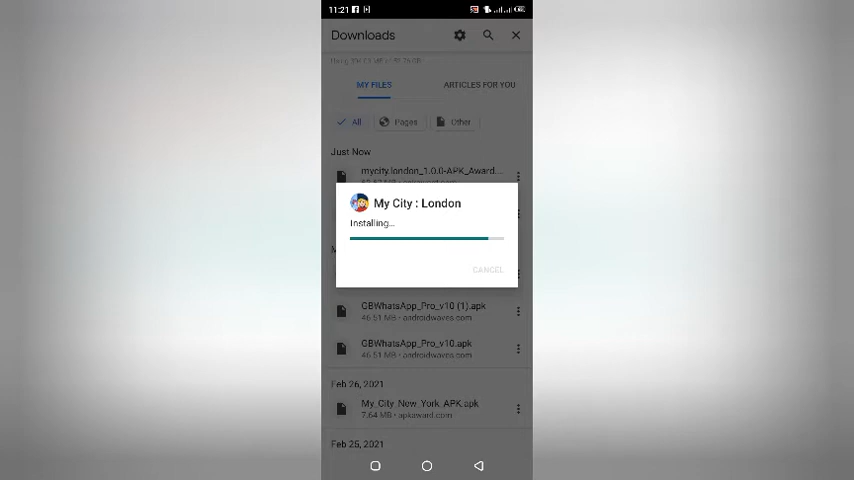 11:21
Downloads
MY FILES
ARTICLES FOR YOU
All
Pages
Other
Just Now
mycity.london_1.0.0-APK_Award...
My City : London
Installing...
CANCEL
GBWhatsApp_Pro_v10 (1).apk
46.51 MB • androidwaves.com
GBWhatsApp_Pro_v10.apk
46.51 MB • androidwaves.com
Feb 26, 2021
My_City_New_York_APK.apk
7.64 MB • apkaward.com
Feb 25, 2021